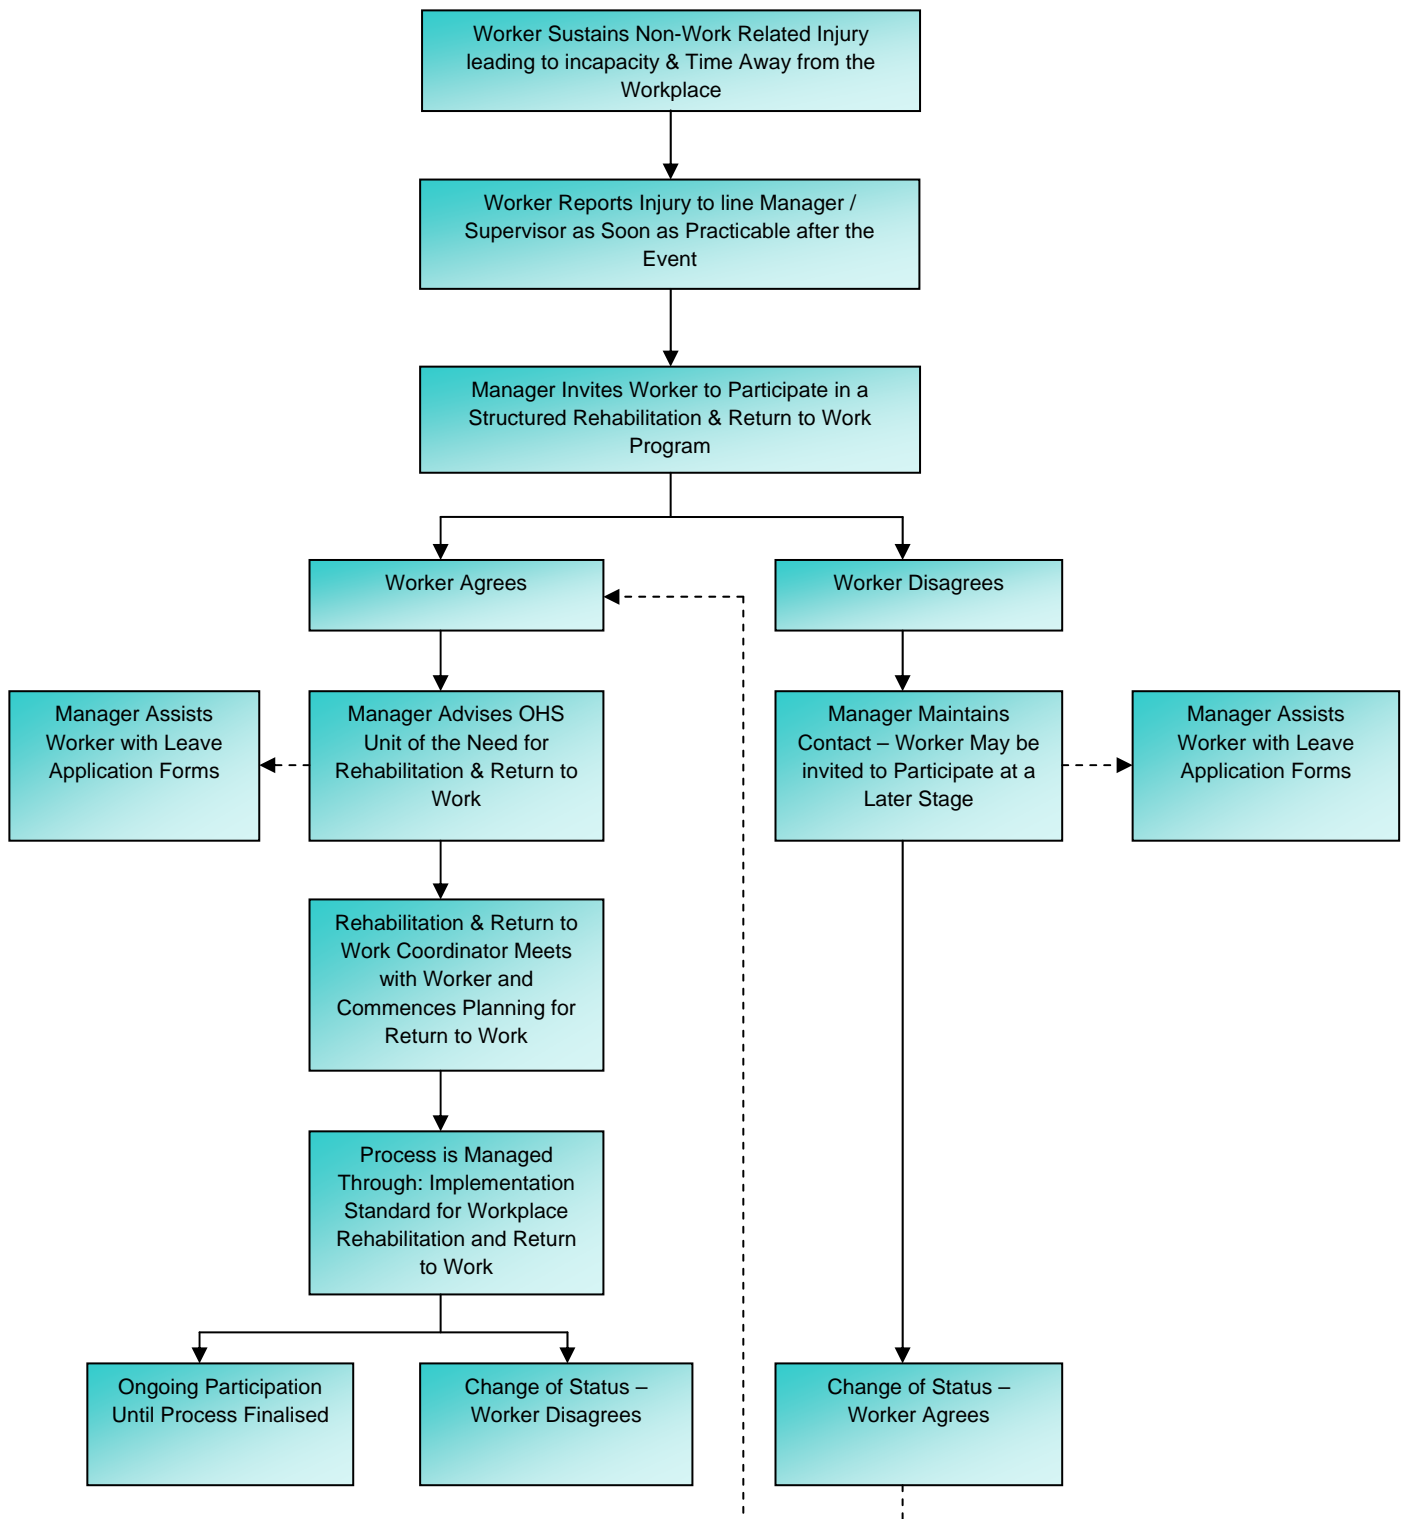 Worker Sustains Non-Work Related Injury
leading to incapacity & Time Away from the
Workplace
Worker Reports Injury to line Manager /
Supervisor as Soon as Practicable after the
Event
Manager Invites Worker to Participate in a
Structured Rehabilitation & Return to Work
Program
Worker Agrees
Worker Disagrees
Manager Assists
Worker with Leave
Application Forms
Manager Advises OHS
Unit of the Need for
Rehabilitation & Return to
Work
Manager Maintains
Contact – Worker May be
invited to Participate at a
Later Stage
Manager Assists
Worker with Leave
Application Forms
Rehabilitation & Return to
Work Coordinator Meets
with Worker and
Commences Planning for
Return to Work
Process is Managed
Through: Implementation
Standard for Workplace
Rehabilitation and Return
to Work
Ongoing Participation
Until Process Finalised
Change of Status –
Worker Disagrees
Change of Status –
Worker Agrees